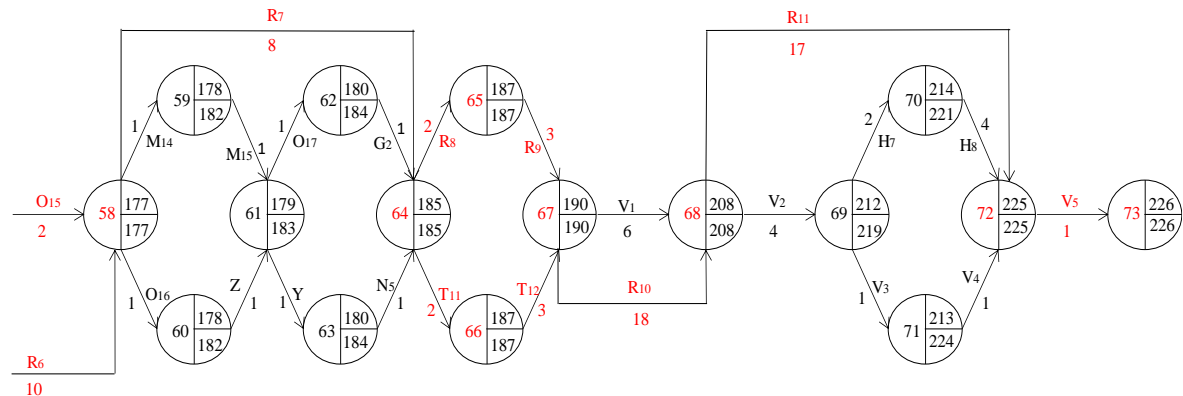 R7 R11
8 17
178 180 187 214
59 62 65 70
182 184 187 221
1 1 1 1 2 3 2 4
M14 M15 O17 G2 R8 R9 H7 H8
O15 177 179 185 190 V1 208 V2 212 225 V5 226
58 61 64 67 68 69 72 73
2 177 183 185 190 6 208 4 219 225 1 226
O16 Z Y N5 T11 T12 R10 V3 V4
1 1 1 1 2 3 18 1 1
178 180 187 213
60 63 66 71
182 184 187 224
R6
10